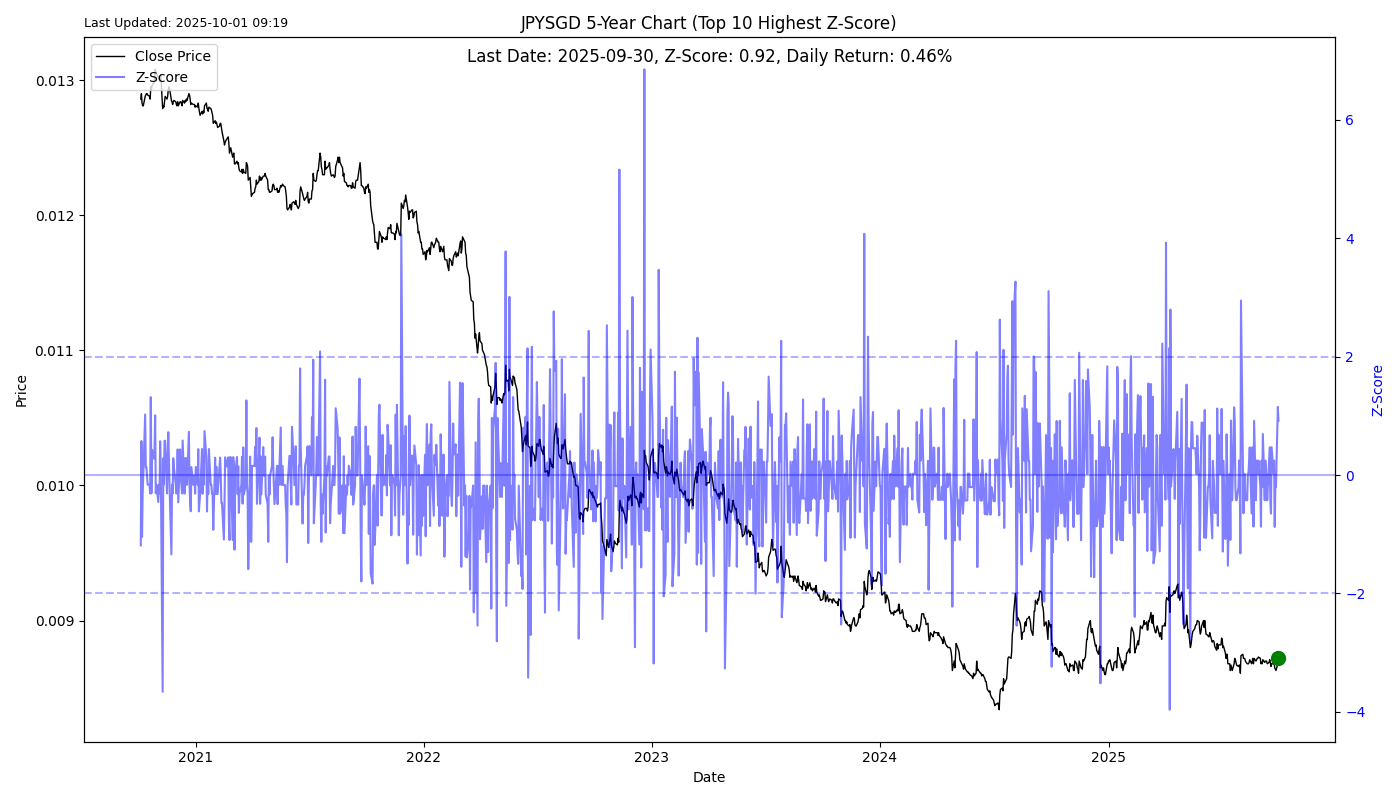 Last Updated: 2025-10-01 09:19
JPYSGD 5-Year Chart (Top 10 Highest Z-Score)
Last Date: 2025-09-30, Z-Score: 0.92, Daily Return: 0.46%
Close Price
Z-Score
0.013
0.012
0.011
0.010
0.009
Price
6
4
2
0
−2
−4
Z-Score
2021
2022
2023
2024
2025
Date